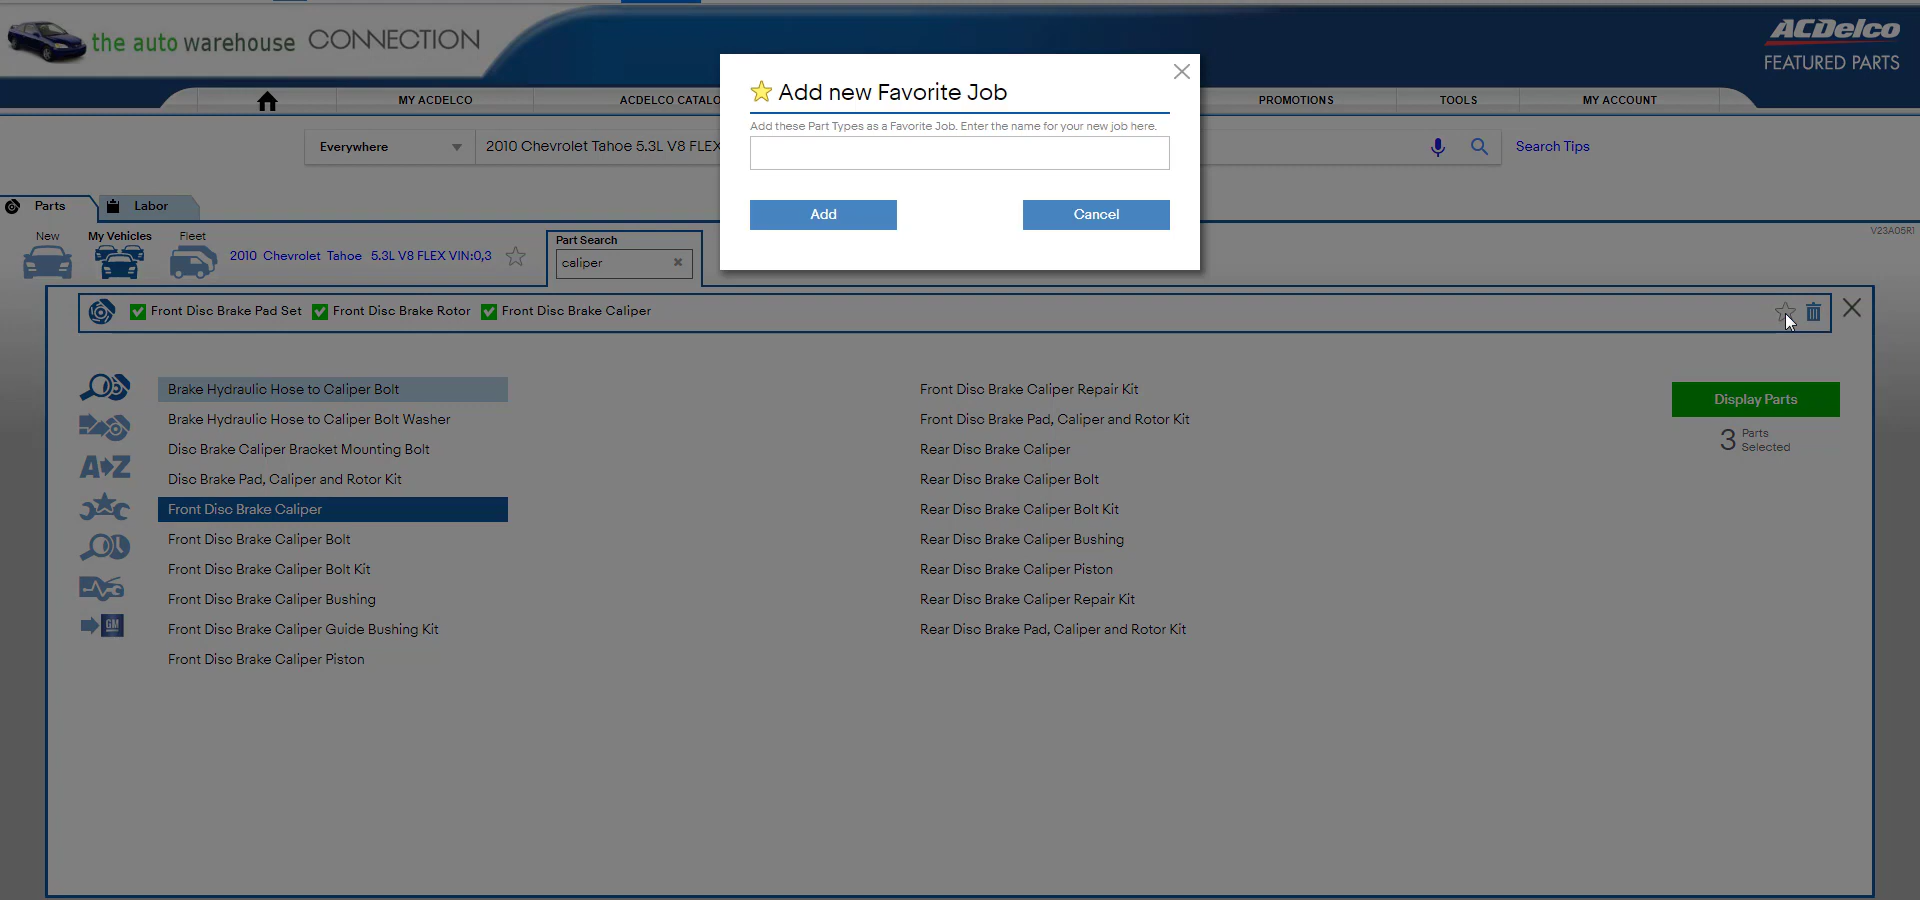 the auto warehouse CONNECTION
ACDelco
FEATURED PARTS
MY ACDELCO
ACDELCO CATALO
PROMOTIONS
TOOLS
MY ACCOUNT
Add new Favorite Job
Add these Part Types as a Favorite Job. Enter the name for your new job here.
Add
Cancel
Everywhere
2010 Chevrolet Tahoe 5.3L V8 FLEX
Search Tips
Parts
Labor
V23A05R1
New
My Vehicles
Fleet
2010 Chevrolet Tahoe 5.3L V8 FLEX VIN:0,3
Part Search
caliper
Front Disc Brake Pad Set
Front Disc Brake Rotor
Front Disc Brake Caliper
A Z
GM
Brake Hydraulic Hose to Caliper Bolt
Brake Hydraulic Hose to Caliper Bolt Washer
Disc Brake Caliper Bracket Mounting Bolt
Disc Brake Pad, Caliper and Rotor Kit
Front Disc Brake Caliper
Front Disc Brake Caliper Bolt
Front Disc Brake Caliper Bolt Kit
Front Disc Brake Caliper Bushing
Front Disc Brake Caliper Guide Bushing Kit
Front Disc Brake Caliper Piston
Front Disc Brake Caliper Repair Kit
Front Disc Brake Pad, Caliper and Rotor Kit
Rear Disc Brake Caliper
Rear Disc Brake Caliper Bolt
Rear Disc Brake Caliper Bolt Kit
Rear Disc Brake Caliper Bushing
Rear Disc Brake Caliper Piston
Rear Disc Brake Caliper Repair Kit
Rear Disc Brake Pad, Caliper and Rotor Kit
Display Parts
3 Parts
Selected